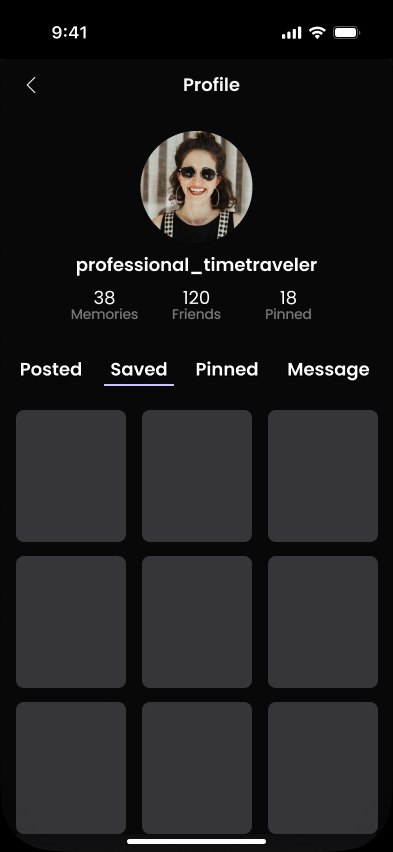 9:41
Profile
professional_timetraveler
38 120 18
Memories Friends Pinned
Posted Saved Pinned Message